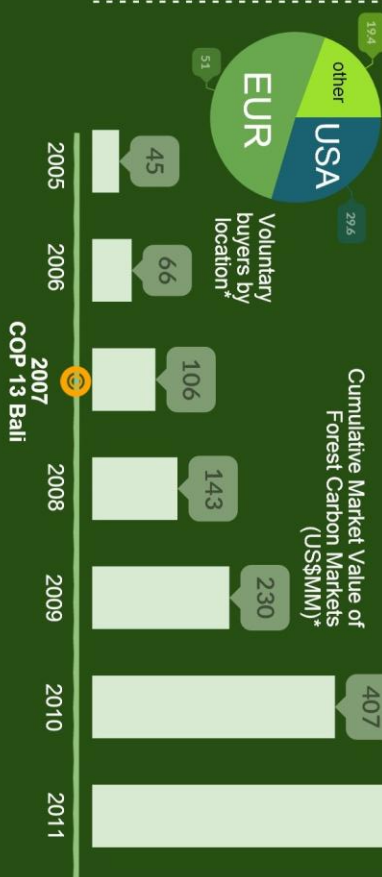 19.4
other
USA
EUR
51
29.6
Voluntary
buyers by
location*
Cumulative Market Value of
Forest Carbon Markets
(US$MM)*
45
66
106
143
230
407
2005
2006
2007
COP 13 Bali
2008
2009
2010
2011